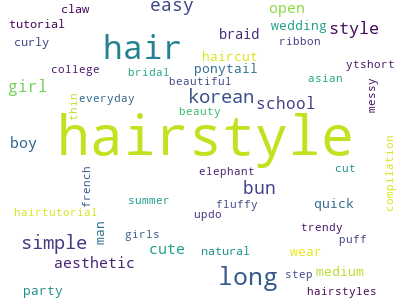 claw
easy
open
tutorial
wedding
style
curly
hair
braid
ribbon
haircut
college
bridal
ponytail
asian
ytshort
girl
beautiful
messy
thin
everyday
korean
school
beauty
hairstyle
boy
cut
compilation
french
elephant
bun
summer
fluffy
quick
hairtutorial
updo
man
girls
trendy
simple
cute
natural
wear
puff
aesthetic
long
step
medium
party
hairstyles